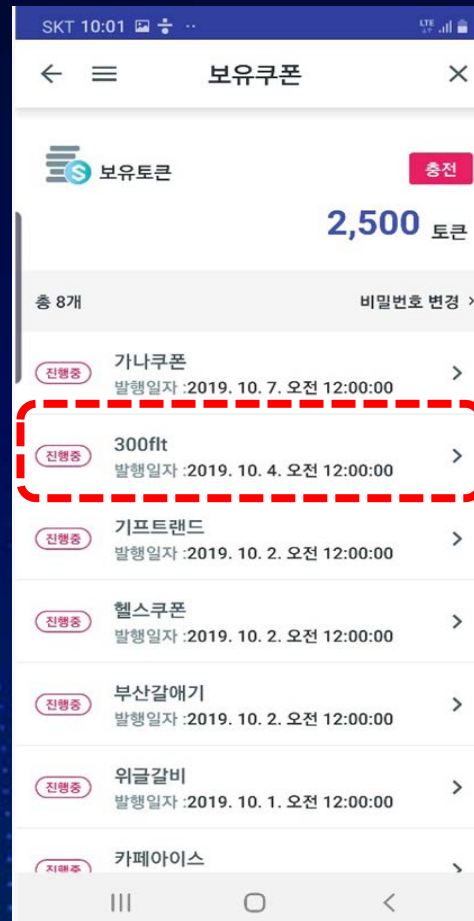 SKT 10:01
LTE
보유쿠폰
보유토큰
충전
2,500 토큰
총 8개
비밀번호 변경
진행중
가나쿠폰
발행일자 :2019. 10. 7. 오전 12:00:00
진행중
300flt
발행일자 :2019. 10. 4. 오전 12:00:00
진행중
기프트랜드
발행일자 :2019. 10. 2. 오전 12:00:00
진행중
헬스쿠폰
발행일자 :2019. 10. 2. 오전 12:00:00
진행중
부산갈애기
발행일자 :2019. 10. 2. 오전 12:00:00
진행중
위글갈비
발행일자 :2019. 10. 1. 오전 12:00:00
진행중
카페아이스